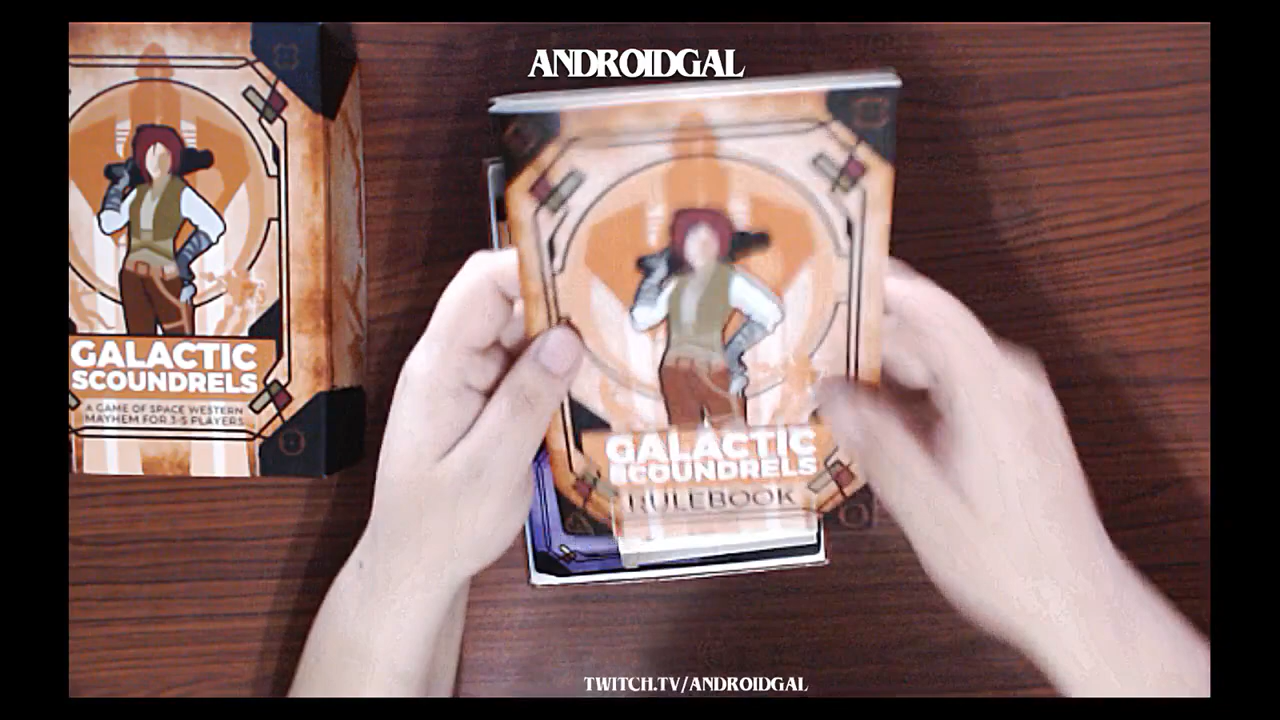 ANDROIDGAL
GALACTIC
SCOUNDRELS
A GAME OF SPACE WESTERN
MAYHEM FOR 3-5 PLAYERS
GALACTIC
SCOUNDRELS
RULEBOOK
TWITCH.TV/ANDROIDGAL